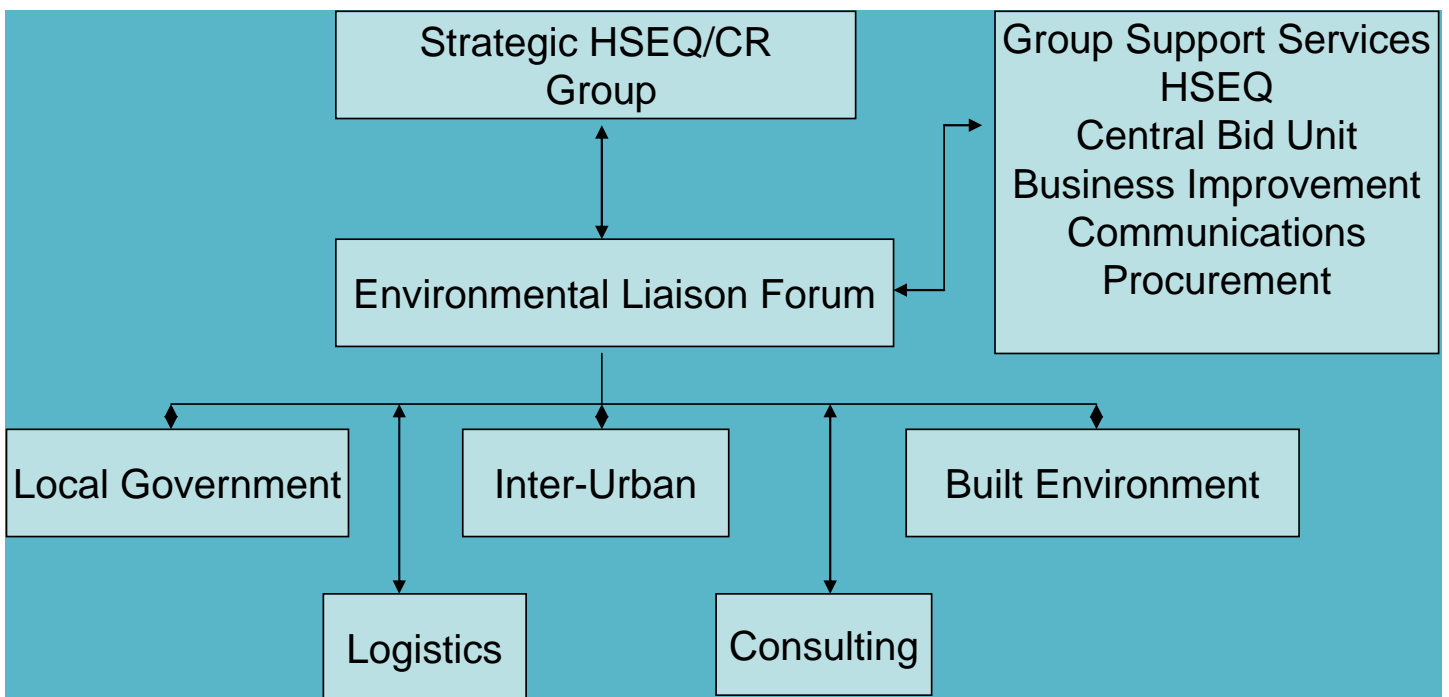 Strategic HSEQ/CR
Group
Group Support Services
HSEQ
Central Bid Unit
Business Improvement
Communications
Procurement
Environmental Liaison Forum
Local Government
Inter-Urban
Built Environment
Logistics
Consulting